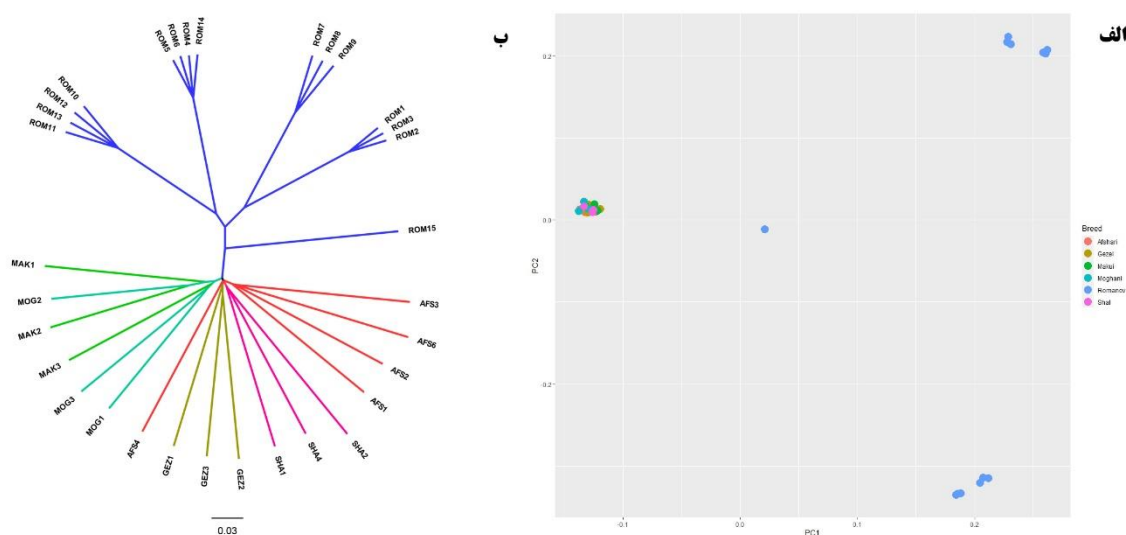 ب
ROM5
ROM6
ROM4
ROM14
ROM7
ROM8
ROM9
ROM10
ROM12
ROM13
ROM11
ROM1
ROM3
ROM2
ROM15
MAK1
MOG2
MAK2
MAK3
MOG3
MOG1
AFS4
GEZ1
GEZ3
GEZ2
SHA1
SHA4
SHA2
AFS1
AFS2
AFS6
AFS3
0.03
الف
PC2
0.2
0.0
-0.2
-0.1
0.0
0.1
0.2
PC1
Breed
Afshari
Gezel
Makui
Moghani
Romanov
Shal